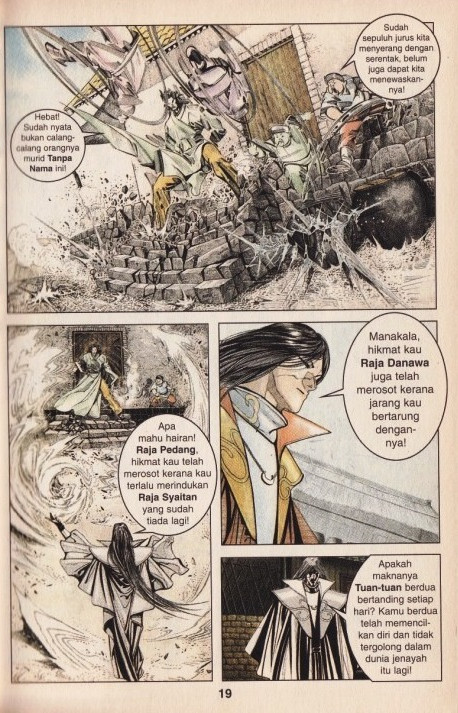 Sudah
sepuluh jurus kita
menyerang dengan
serentak, belum
juga dapat kita
menewaskan-
nya!
Hebat!
Sudah nyata
bukan calang-
calang orangnya
murid Tanpa
Nama ini!
Apa
mahu hairan!
Raja Pedang,
hikmat kau telah
merosot kerana kau
terlalu merindukan
Raja Syaitan
yang sudah
tiada lagi!
Manakala,
hikmat kau
Raja Danawa
juga telah
merosot kerana
jarang kau
bertarung
dengan-
nya!
Apakah
maknanya
Tuan-tuan berdua
bertanding setiap
hari? Kamu berdua
telah memencil-
kan diri dan tidak
tergolong dalam
dunia jenayah
itu lagi!
19